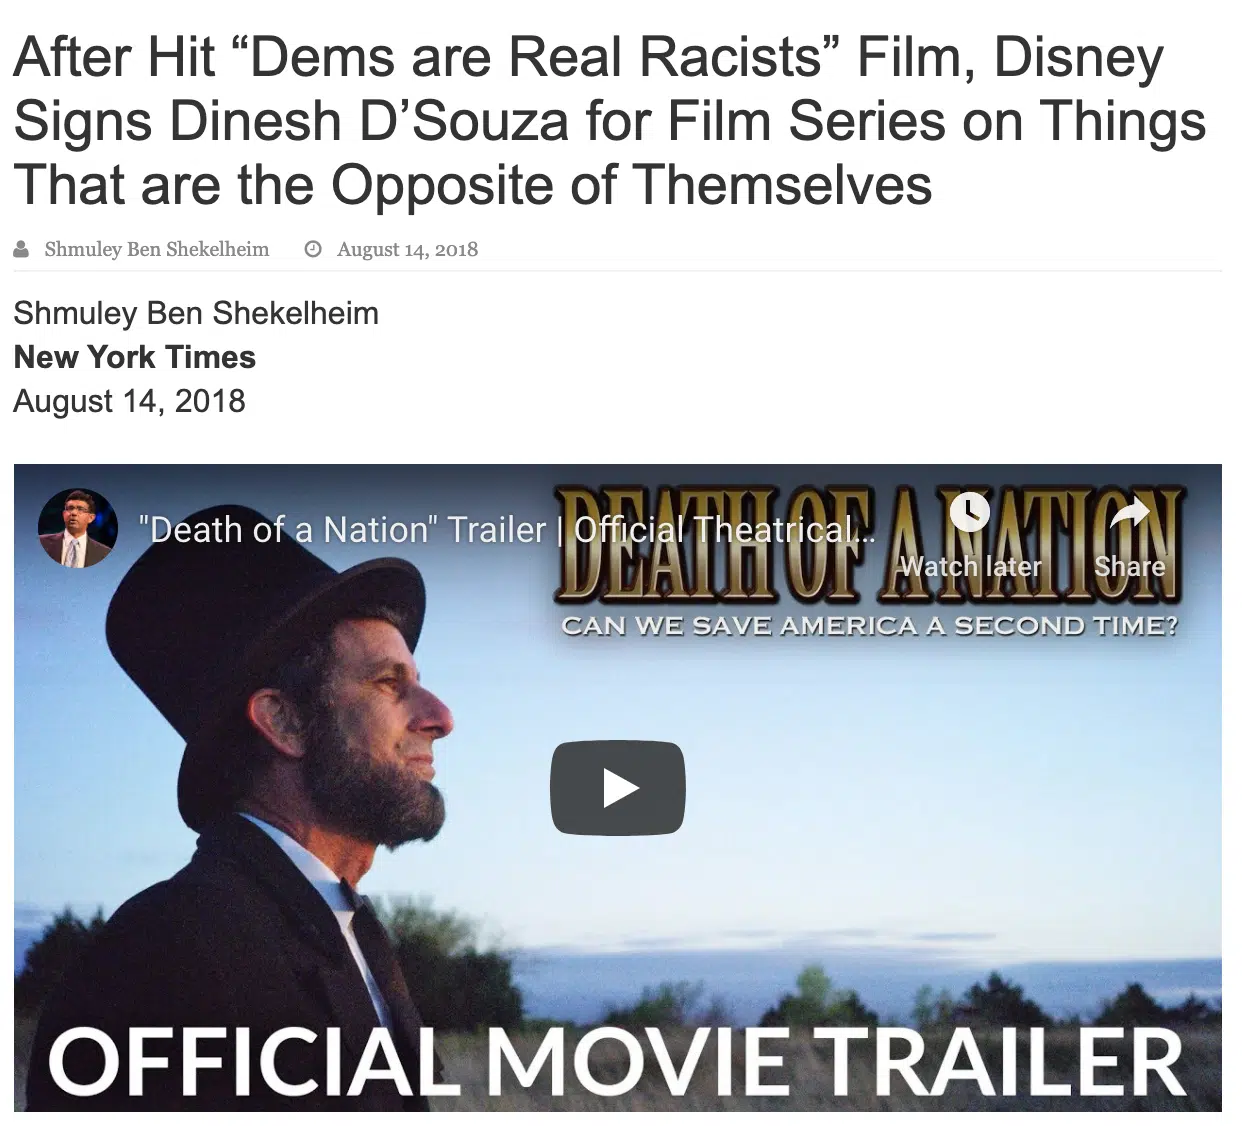 After Hit “Dems are Real Racists” Film, Disney
Signs Dinesh D’Souza for Film Series on Things
That are the Opposite of Themselves
Shmuley Ben Shekelheim August 14, 2018
Shmuley Ben Shekelheim
New York Times
August 14, 2018
DEATH OF A NATION
"Death of a Nation" Trailer | Official Theatrical...
Watch later Share
CAN WE SAVE AMERICA A SECOND TIME?
OFFICIAL MOVIE TRAILER